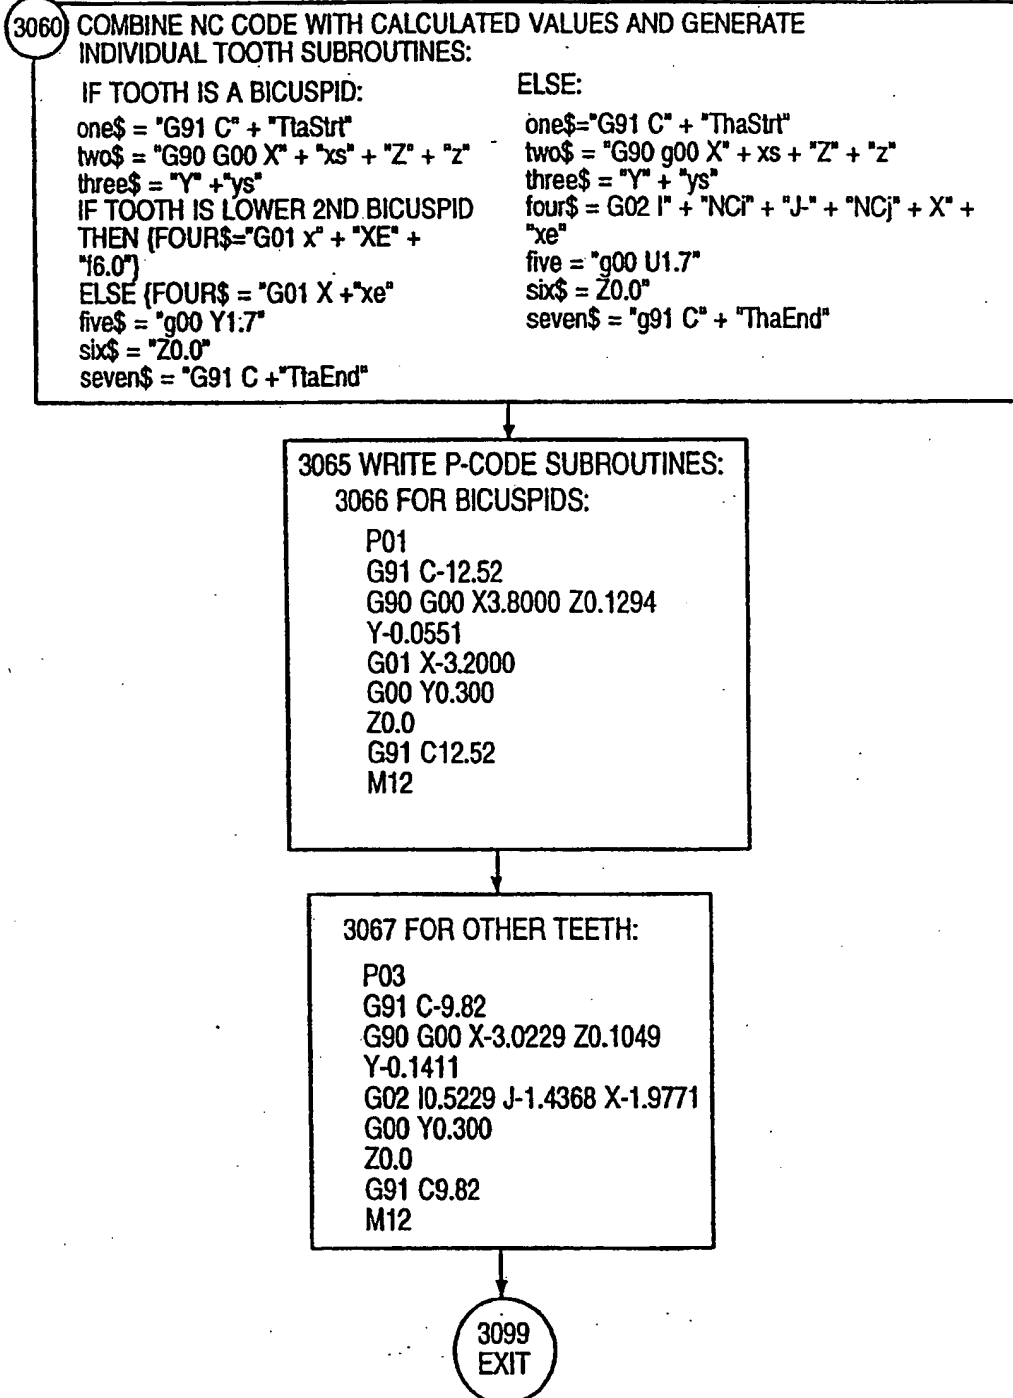 3060 COMBINE NC CODE WITH CALCULATED VALUES AND GENERATE
INDIVIDUAL TOOTH SUBROUTINES:
IF TOOTH IS A BICUSPID:
one$ = "G91 C" + "TtaStrt"
two$ = "G90 G00 X" + "xs" + "Z" + "z"
three$ = "Y" +"ys"
IF TOOTH IS LOWER 2ND BICUSPID
THEN {FOUR$="G01 x" + "XE" +
"f6.0"}
ELSE {FOUR$ = "G01 X +"xe"
five$ = "g00 Y1:7"
six$ = "Z0.0"
seven$ = "G91 C +"TtaEnd"
ELSE:
one$="G91 C" + "ThaStrt"
two$ = "G90 g00 X" + xs + "Z" + "z"
three$ = "Y" + "ys"
four$ = G02 I" + "NCi" + "J-" + "NCj" + X" +
"xe"
five = "g00 U1.7"
six$ = Z0.0"
seven$ = "g91 C" + "ThaEnd"
3065 WRITE P-CODE SUBROUTINES:
3066 FOR BICUSPIDS:
P01
G91 C-12.52
G90 G00 X3.8000 Z0.1294
Y-0.0551
G01 X-3.2000
G00 Y0.300
Z0.0
G91 C12.52
M12
3067 FOR OTHER TEETH:
P03
G91 C-9.82
G90 G00 X-3.0229 Z0.1049
Y-0.1411
G02 I0.5229 J-1.4368 X-1.9771
G00 Y0.300
Z0.0
G91 C9.82
M12
3099
EXIT